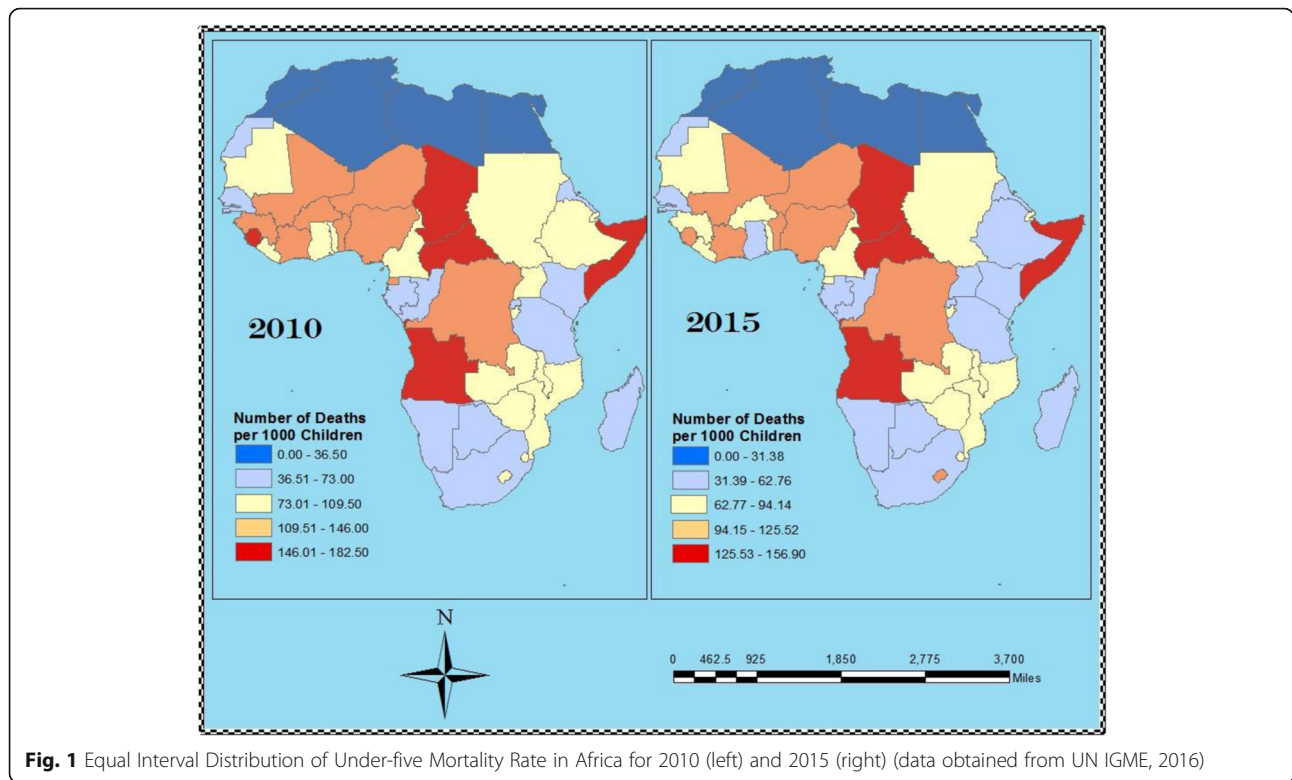 2010
Number of Deaths
per 1000 Children
0.00 - 36.50
36.51 - 73.00
73.01 - 109.50
109.51 - 146.00
146.01 - 182.50
2015
Number of Deaths
per 1000 Children
0.00 - 31.38
31.39 - 62.76
62.77 - 94.14
94.15 - 125.52
125.53 - 156.90
N
0 462.5 925 1,850 2,775 3,700
Miles
Fig. 1 Equal Interval Distribution of Under-five Mortality Rate in Africa for 2010 (left) and 2015 (right) (data obtained from UN IGME, 2016)